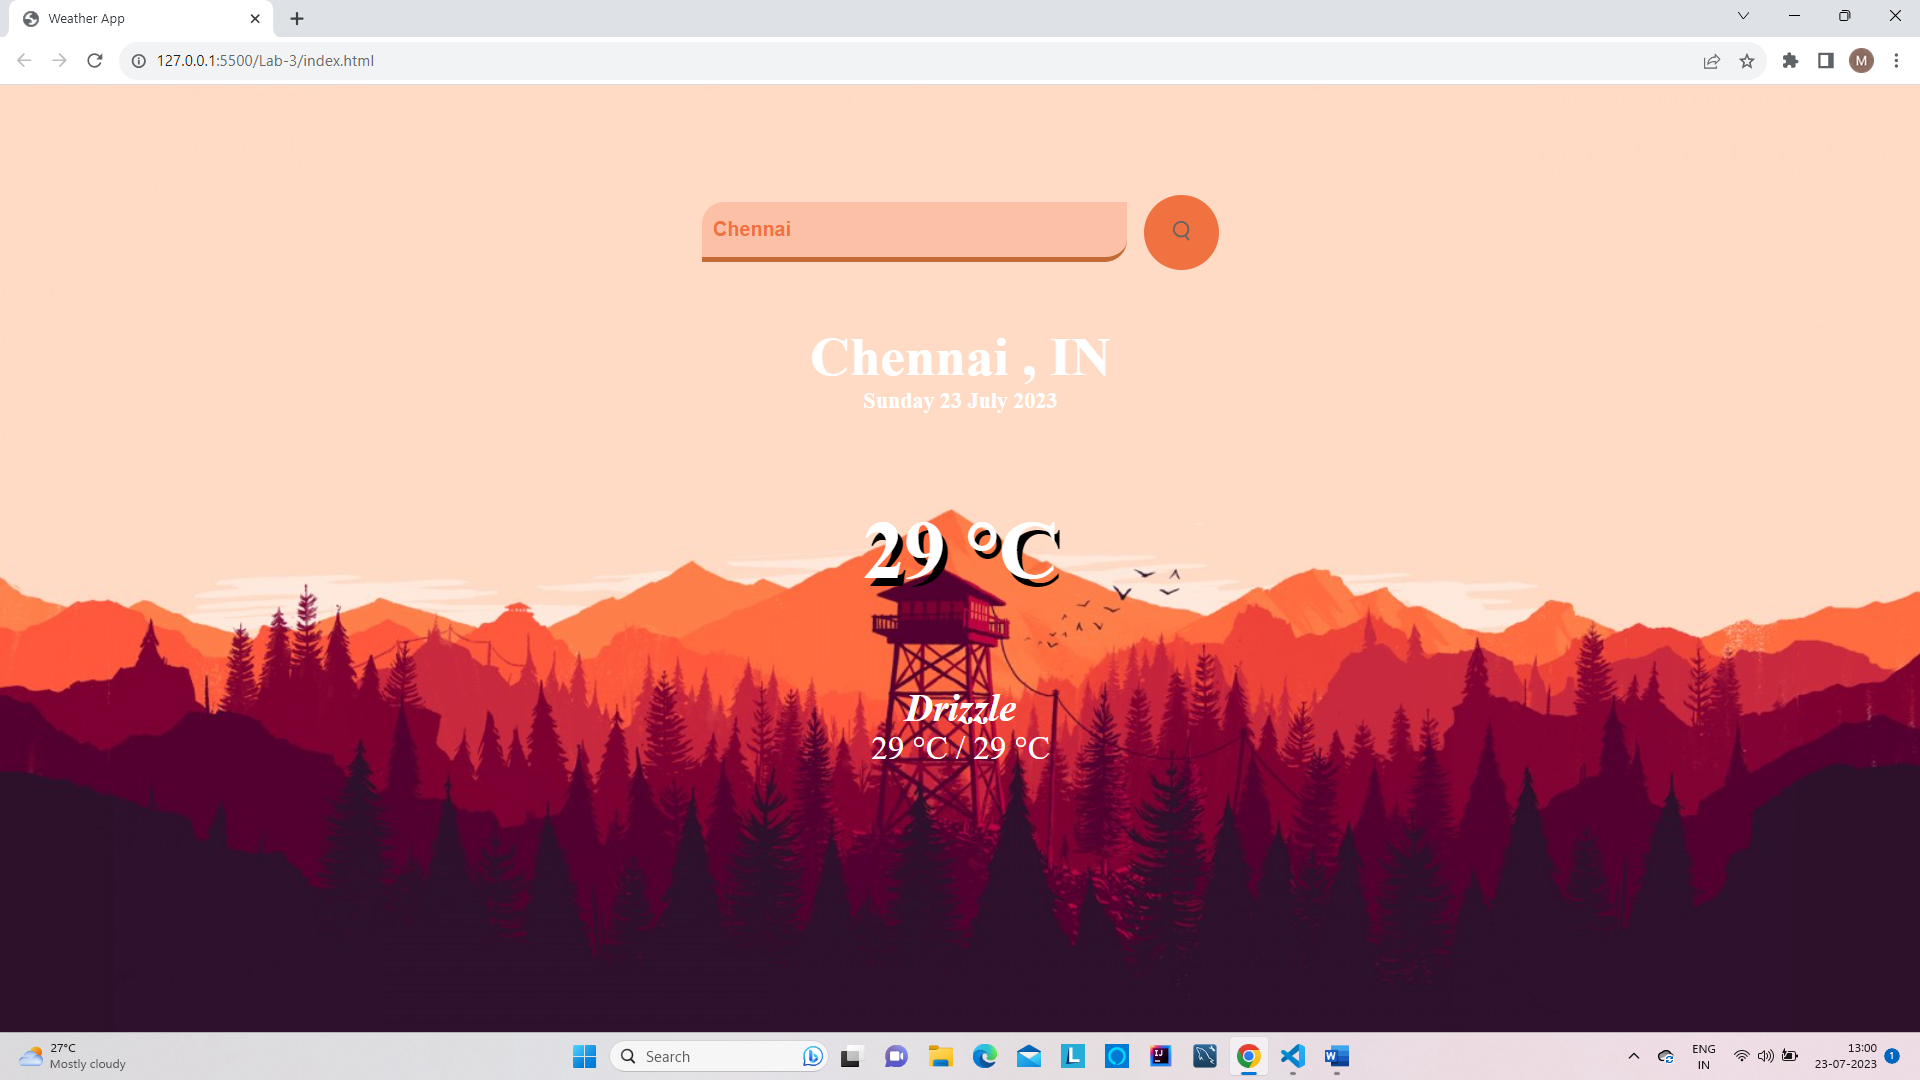 Weather App
127.0.0.1:5500/Lab-3/index.html
M
Chennai
Chennai , IN
Sunday 23 July 2023
29 °C
Drizzle
29 °C / 29 °C
27°C
Mostly cloudy
Search
L
IJ
W
ENG
IN
13:00
23-07-2023
1